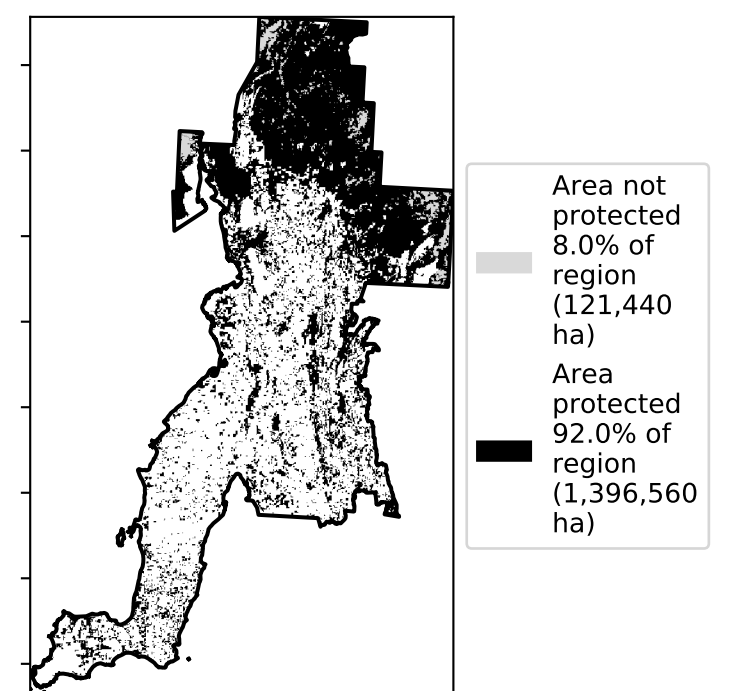 Area not
protected
8.0% of
region
(121,440
ha)
Area
protected
92.0% of
region
(1,396,560
ha)